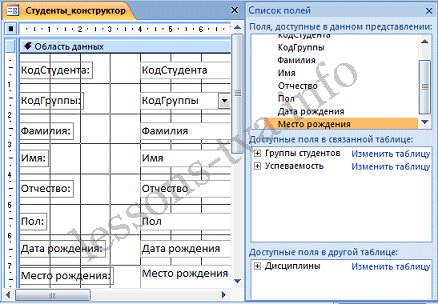 Студенты_конструктор
Область данных
КодСтудента: КодСтудента
КодГруппы: КодГруппы
Фамилия: Фамилия
Имя: Имя
Отчество: Отчество
Пол: Пол
Дата рождения: Дата рождения
Место рождения: Место рождения
Список полей
Поля, доступные в данном представлении:
КодСтудента
КодГруппы
Фамилия
Имя
Отчество
Пол
Дата рождения
Место рождения
Доступные поля в связанной таблице:
Группы студентов Изменить таблицу
Успеваемость Изменить таблицу
Доступные поля в другой таблице:
Дисциплины Изменить таблицу
lessons-tva.info